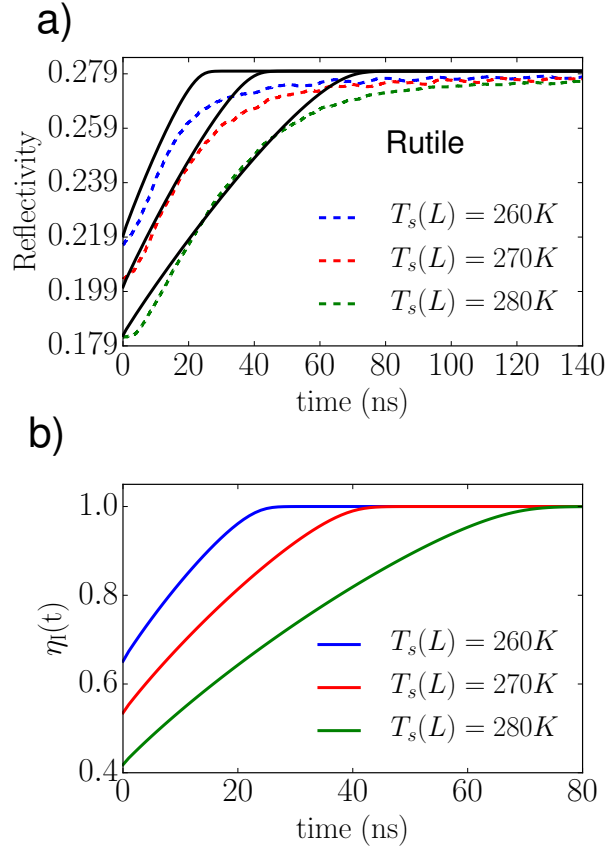 a)
0.279
0.259
0.239
0.219
0.199
0.179
Reflectivity
Rutile
T_s(L) = 260K
T_s(L) = 270K
T_s(L) = 280K
0 20 40 60 80 100 120 140
time (ns)
b)
1.0
0.8
0.6
0.4
η_I(t)
T_s(L) = 260K
T_s(L) = 270K
T_s(L) = 280K
0 20 40 60 80
time (ns)